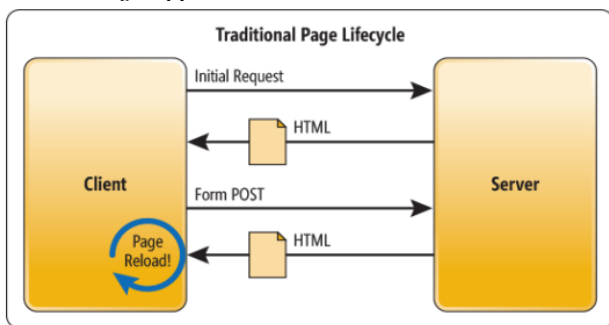 Traditional Page Lifecycle
Initial Request
HTML
Client
Server
Form POST
HTML
Page
Reload!